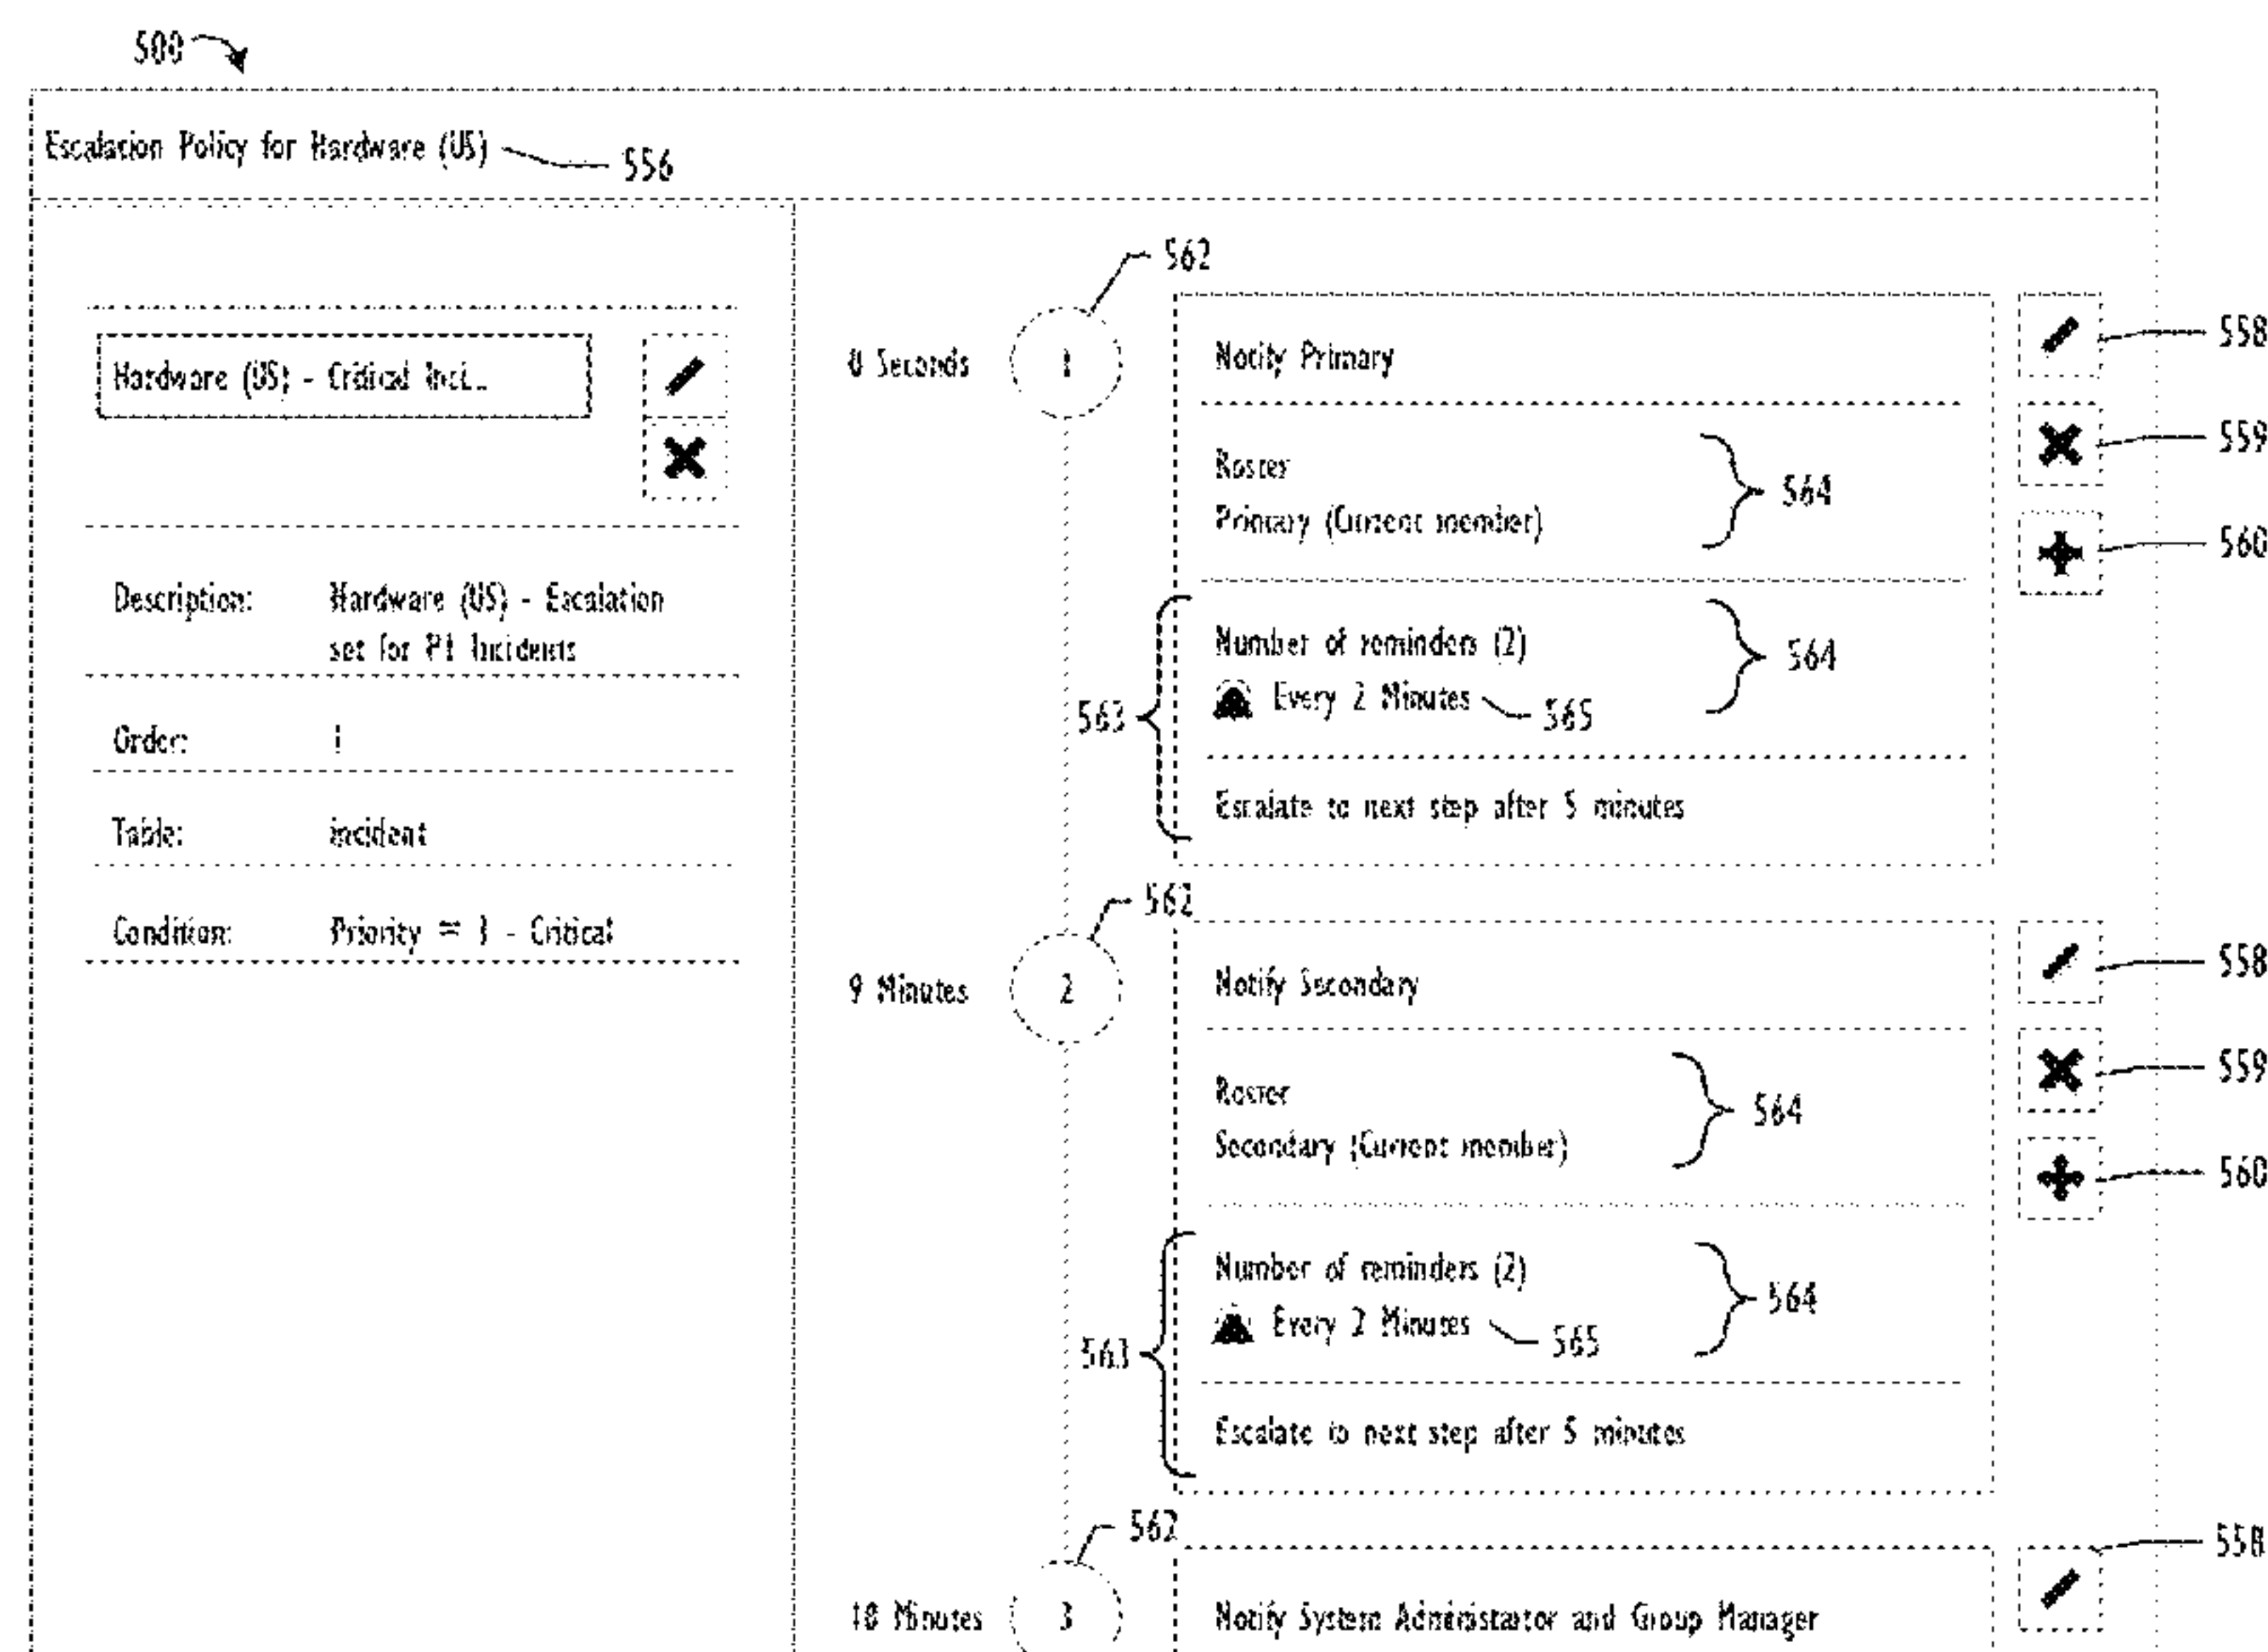 500
Escalation Policy for Hardware (US)
556
562
Hardware (US) - Critical Inci...
0 Seconds
1
Notify Primary
558
559
Roster
564
Primary (Current member)
560
Description:
Hardware (US) - Escalation
set for P1 Incidents
Number of reminders (2)
564
Every 2 Minutes
565
563
Order:
1
Escalate to next step after 5 minutes
Table:
incident
562
Condition:
Priority = 1 - Critical
9 Minutes
2
Notify Secondary
558
559
Roster
564
Secondary (Current member)
560
Number of reminders (2)
564
Every 2 Minutes
565
563
Escalate to next step after 5 minutes
562
558
18 Minutes
3
Notify System Administrator and Group Manager